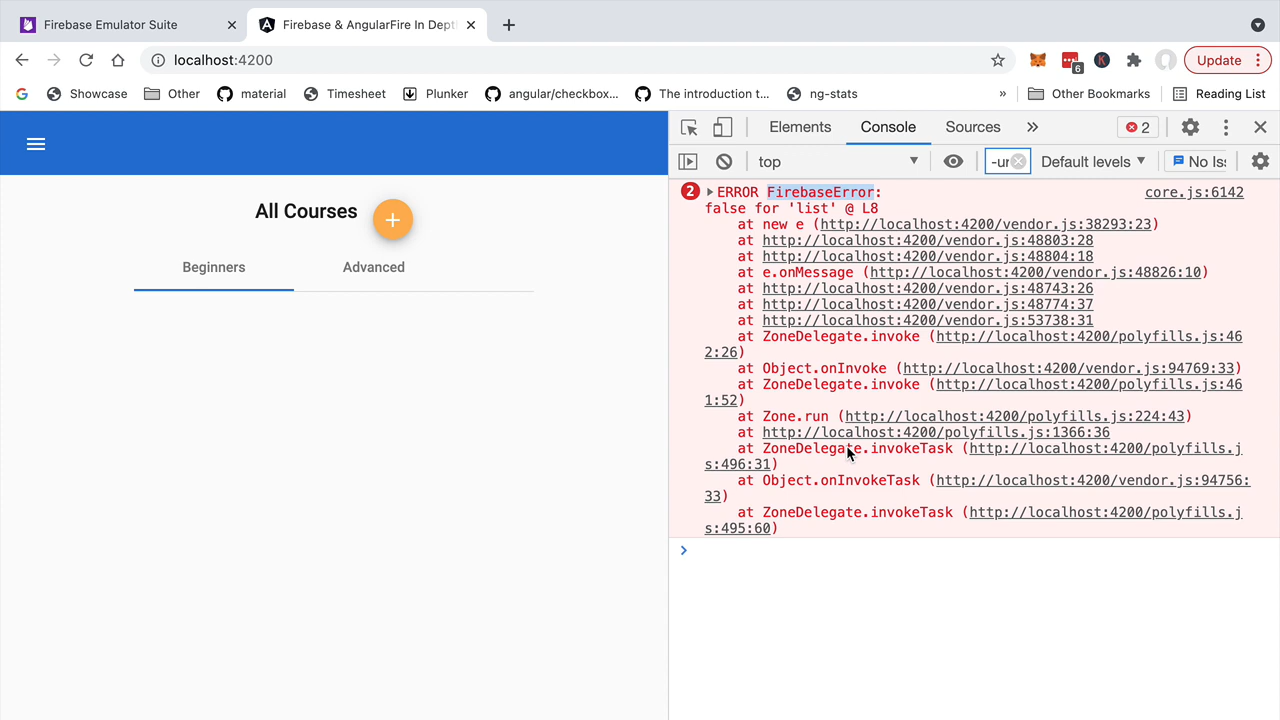 Firebase Emulator Suite
Firebase & AngularFire In Dept
localhost:4200
6
K
Update
Showcase
Other
material
Timesheet
Plunker
angular/checkbox...
The introduction t...
ng-stats
»
Other Bookmarks
Reading List
All Courses
+
Beginners
Advanced
Elements
Console
Sources
»
2
top
-ur
Default levels
No Iss
2
ERROR FirebaseError:
core.js:6142
false for 'list' @ L8
at new e (http://localhost:4200/vendor.js:38293:23)
at http://localhost:4200/vendor.js:48803:28
at http://localhost:4200/vendor.js:48804:18
at e.onMessage (http://localhost:4200/vendor.js:48826:10)
at http://localhost:4200/vendor.js:48743:26
at http://localhost:4200/vendor.js:48774:37
at http://localhost:4200/vendor.js:53738:31
at ZoneDelegate.invoke (http://localhost:4200/polyfills.js:46
2:26)
at Object.onInvoke (http://localhost:4200/vendor.js:94769:33)
at ZoneDelegate.invoke (http://localhost:4200/polyfills.js:46
1:52)
at Zone.run (http://localhost:4200/polyfills.js:224:43)
at http://localhost:4200/polyfills.js:1366:36
at ZoneDelegate.invokeTask (http://localhost:4200/polyfills.j
s:496:31)
at Object.onInvokeTask (http://localhost:4200/vendor.js:94756:
33)
at ZoneDelegate.invokeTask (http://localhost:4200/polyfills.j
s:495:60)